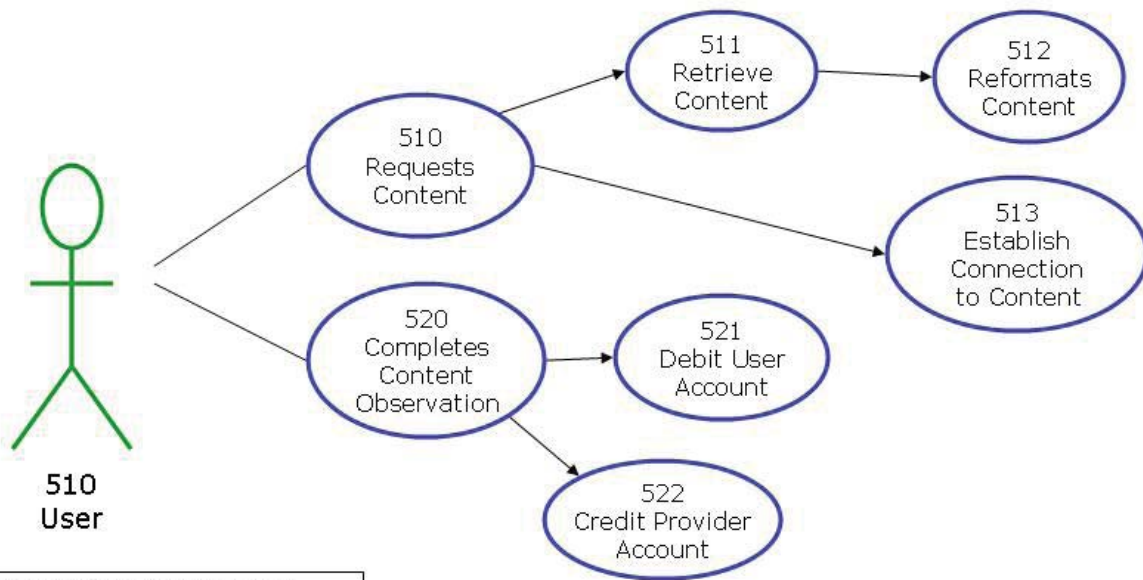 511
Retrieve
Content
512
Reformats
Content
510
Requests
Content
513
Establish
Connection
to Content
520
Completes
Content
Observation
521
Debit User
Account
522
Credit Provider
Account
510
User